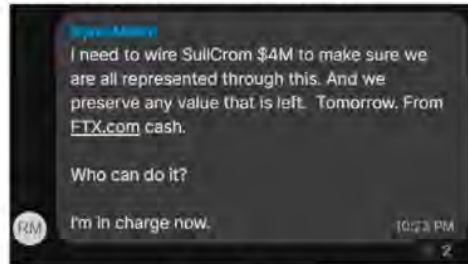 I need to wire SullCrom $4M to make sure we
are all represented through this. And we
preserve any value that is left. Tomorrow. From
FTX.com cash.
Who can do it?
I'm in charge now.
RM
10:23 PM
2